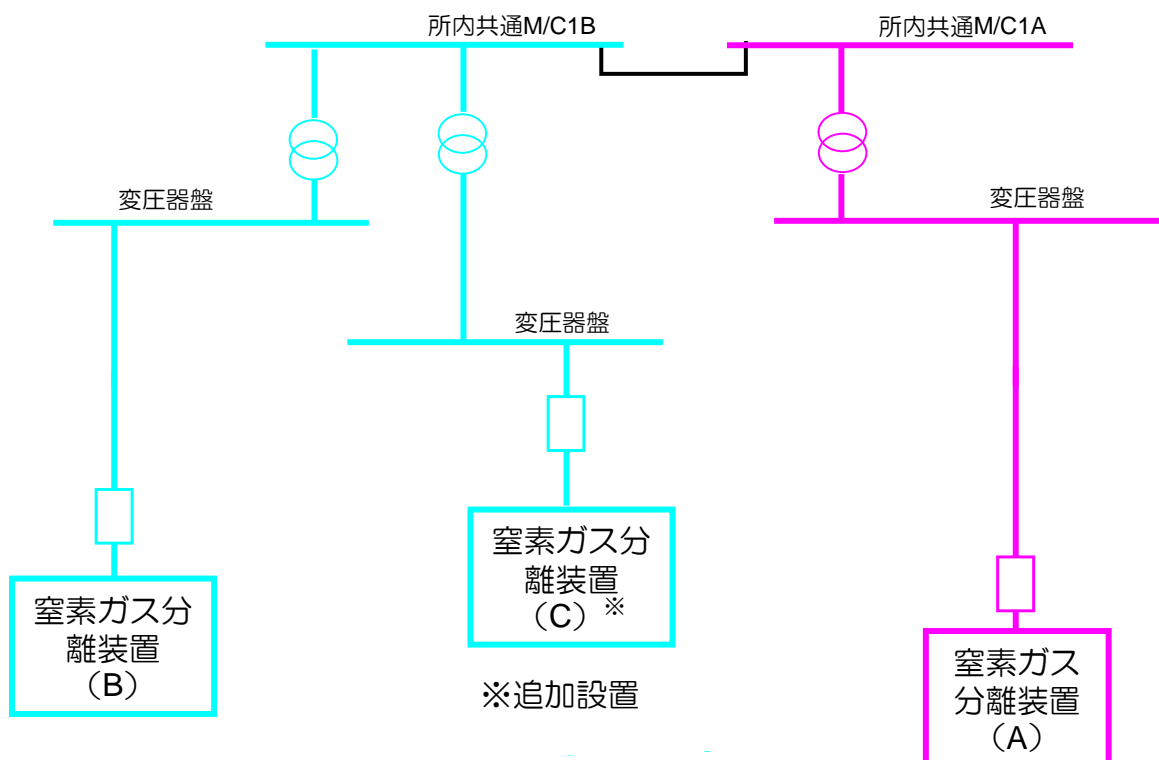 所内共通M/C1B
所内共通M/C1A
変圧器盤
変圧器盤
変圧器盤
窒素ガス分
離装置
(C)※
窒素ガス分
離装置
(B)
窒素ガス
分離装置
(A)
※追加設置